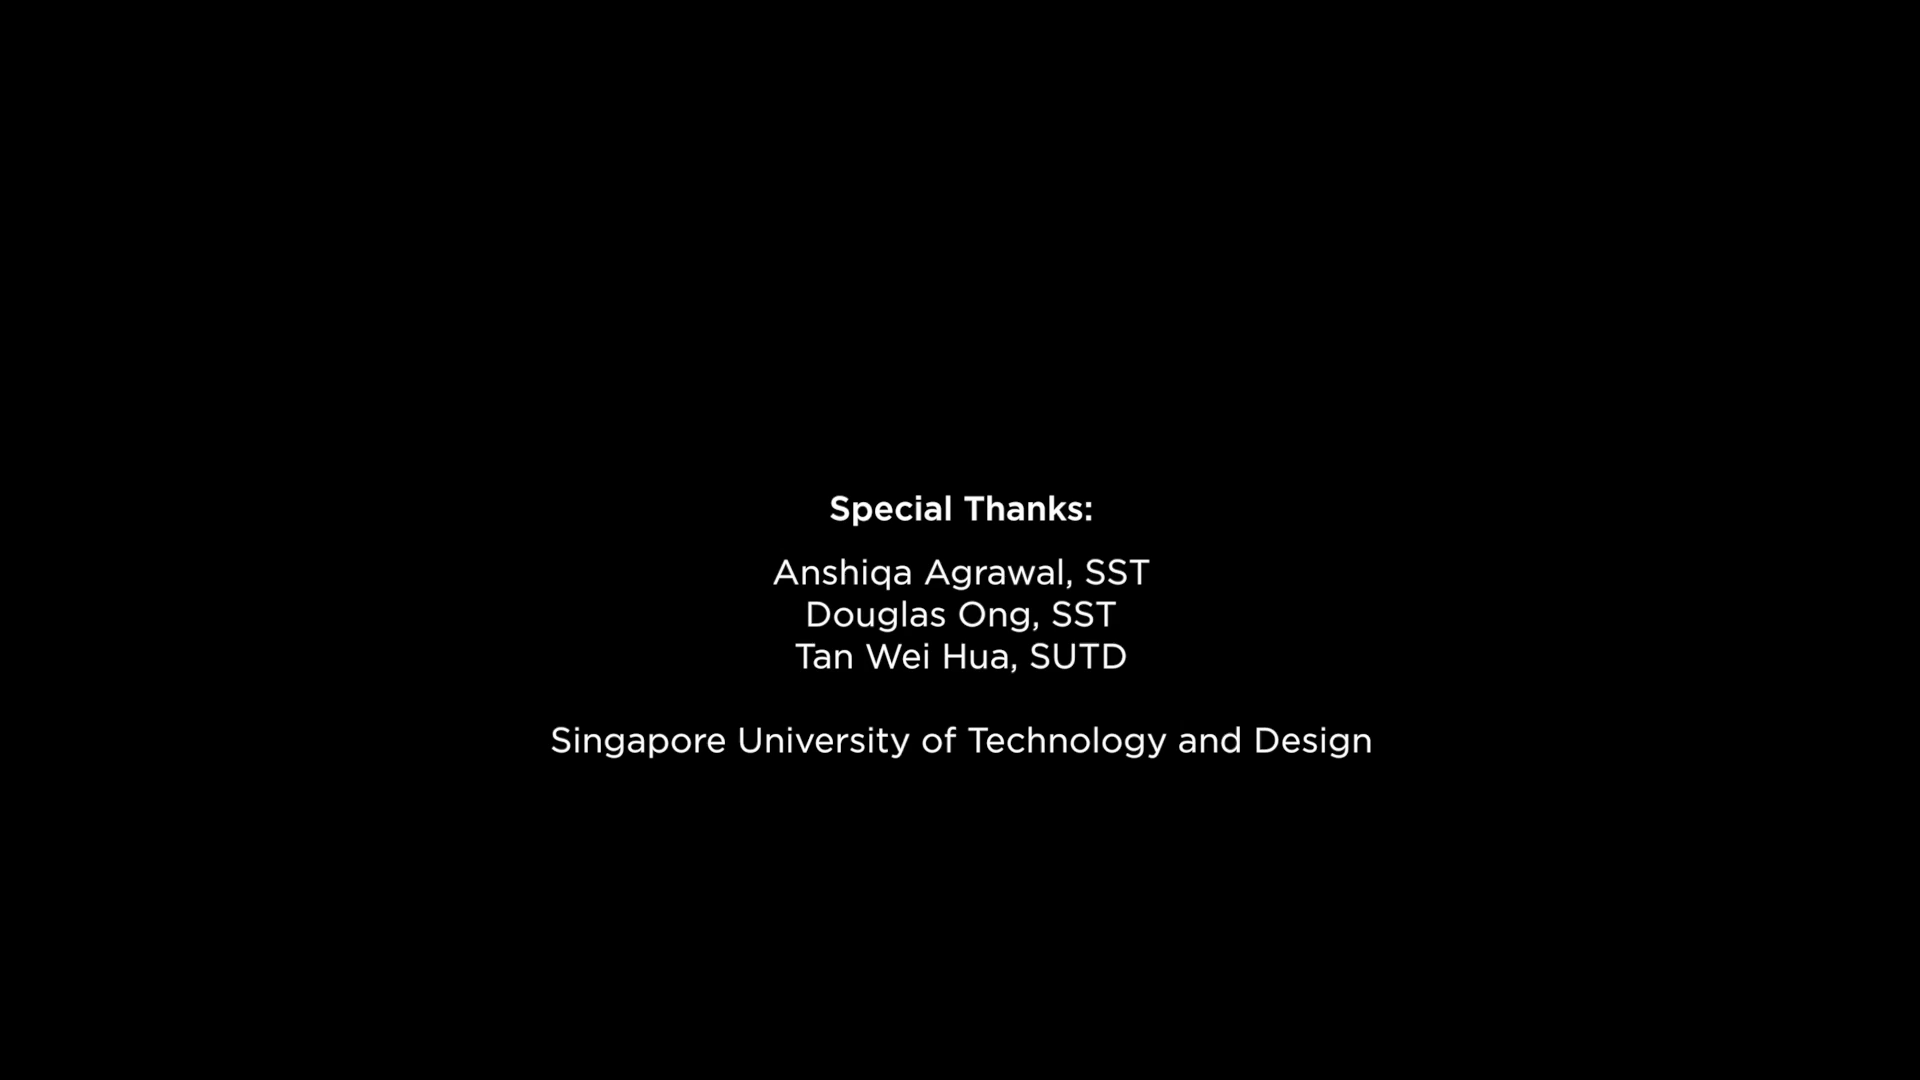 Special Thanks:
Anshiqa Agrawal, SST
Douglas Ong, SST
Tan Wei Hua, SUTD
Singapore University of Technology and Design